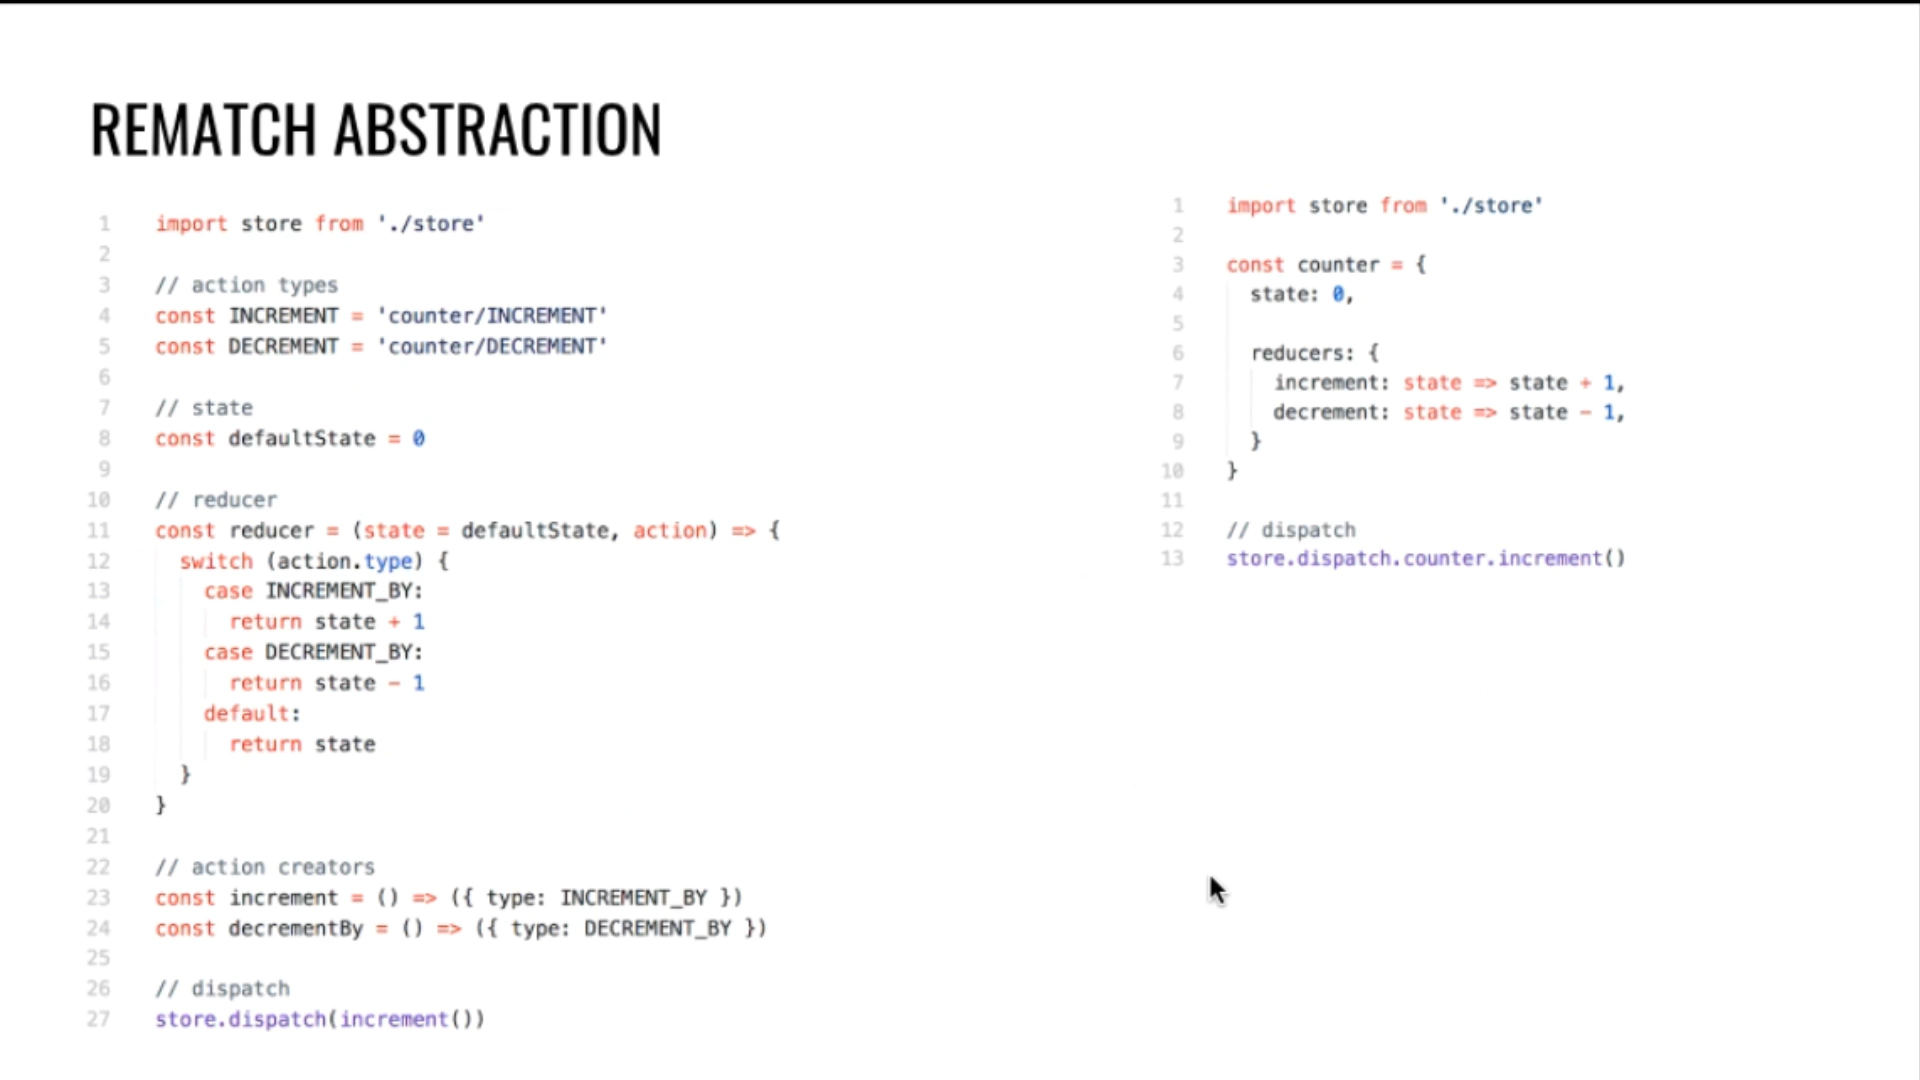 REMATCH ABSTRACTION
1 import store from './store'
2
3 // action types
4 const INCREMENT = 'counter/INCREMENT'
5 const DECREMENT = 'counter/DECREMENT'
6
7 // state
8 const defaultState = 0
9
10 // reducer
11 const reducer = (state = defaultState, action) => {
12 switch (action.type) {
13 case INCREMENT_BY:
14 return state + 1
15 case DECREMENT_BY:
16 return state - 1
17 default:
18 return state
19 }
20 }
21
22 // action creators
23 const increment = () => ({ type: INCREMENT_BY })
24 const decrementBy = () => ({ type: DECREMENT_BY })
25
26 // dispatch
27 store.dispatch(increment())
1 import store from './store'
2
3 const counter = {
4 state: 0,
5
6 reducers: {
7 increment: state => state + 1,
8 decrement: state => state - 1,
9 }
10 }
11
12 // dispatch
13 store.dispatch.counter.increment()